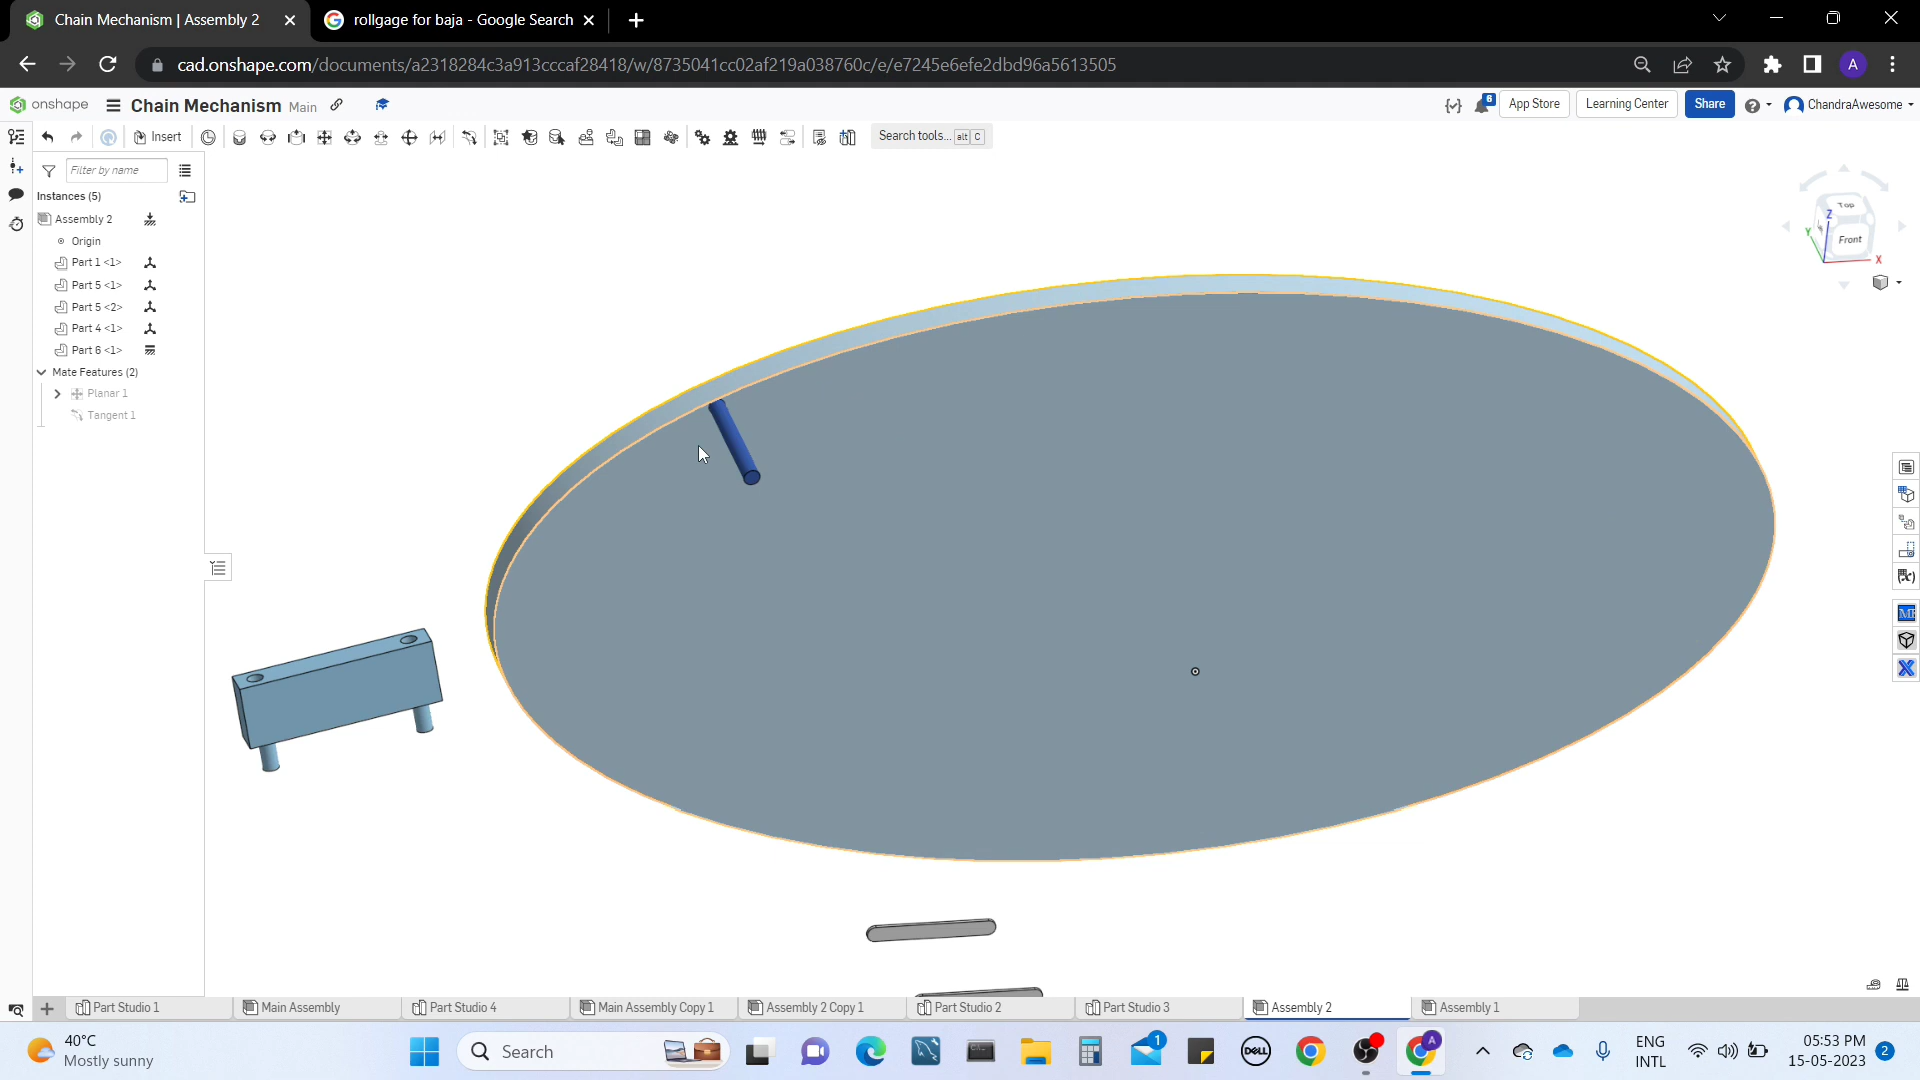 Chain Mechanism | Assembly 2
rollgage for baja - Google Search
cad.onshape.com/documents/a2318284c3a913cccaf28418/w/8735041cc02af219a038760c/e/e7245e6efe2dbd96a5613505
A
onshape
Chain Mechanism Main
6
App Store
Learning Center
Share
ChandraAwesome
Insert
Search tools... alt C
Filter by name
Instances (5)
Assembly 2
Origin
Part 1 <1>
Part 5 <1>
Part 5 <2>
Part 4 <1>
Part 6 <1>
Mate Features (2)
Planar 1
Tangent 1
Top
Z
Y
Front
X
Part Studio 1
Main Assembly
Part Studio 4
Main Assembly Copy 1
Assembly 2 Copy 1
Part Studio 2
Part Studio 3
Assembly 2
Assembly 1
40°C
Mostly sunny
Search
1
DELL
A
ENG
INTL
05:53 PM
15-05-2023
2